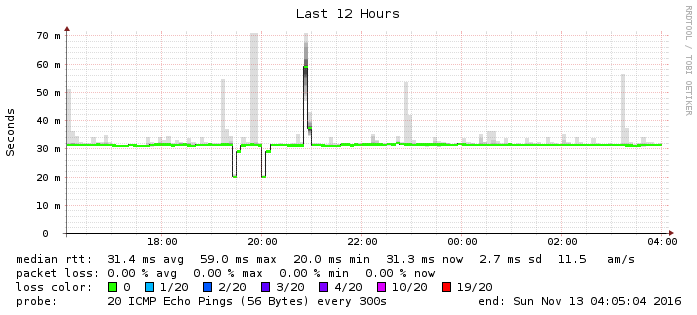 Last 12 Hours
RRDTOOL / TOBI OETIKER
Seconds
70 m
60 m
50 m
40 m
30 m
20 m
10 m
0
18:00 20:00 22:00 00:00 02:00 04:00
median rtt: 31.4 ms avg 59.0 ms max 20.0 ms min 31.3 ms now 2.7 ms sd 11.5 am/s
packet loss: 0.00 % avg 0.00 % max 0.00 % min 0.00 % now
loss color: 0 1/20 2/20 3/20 4/20 10/20 19/20
probe: 20 ICMP Echo Pings (56 Bytes) every 300s end: Sun Nov 13 04:05:04 2016